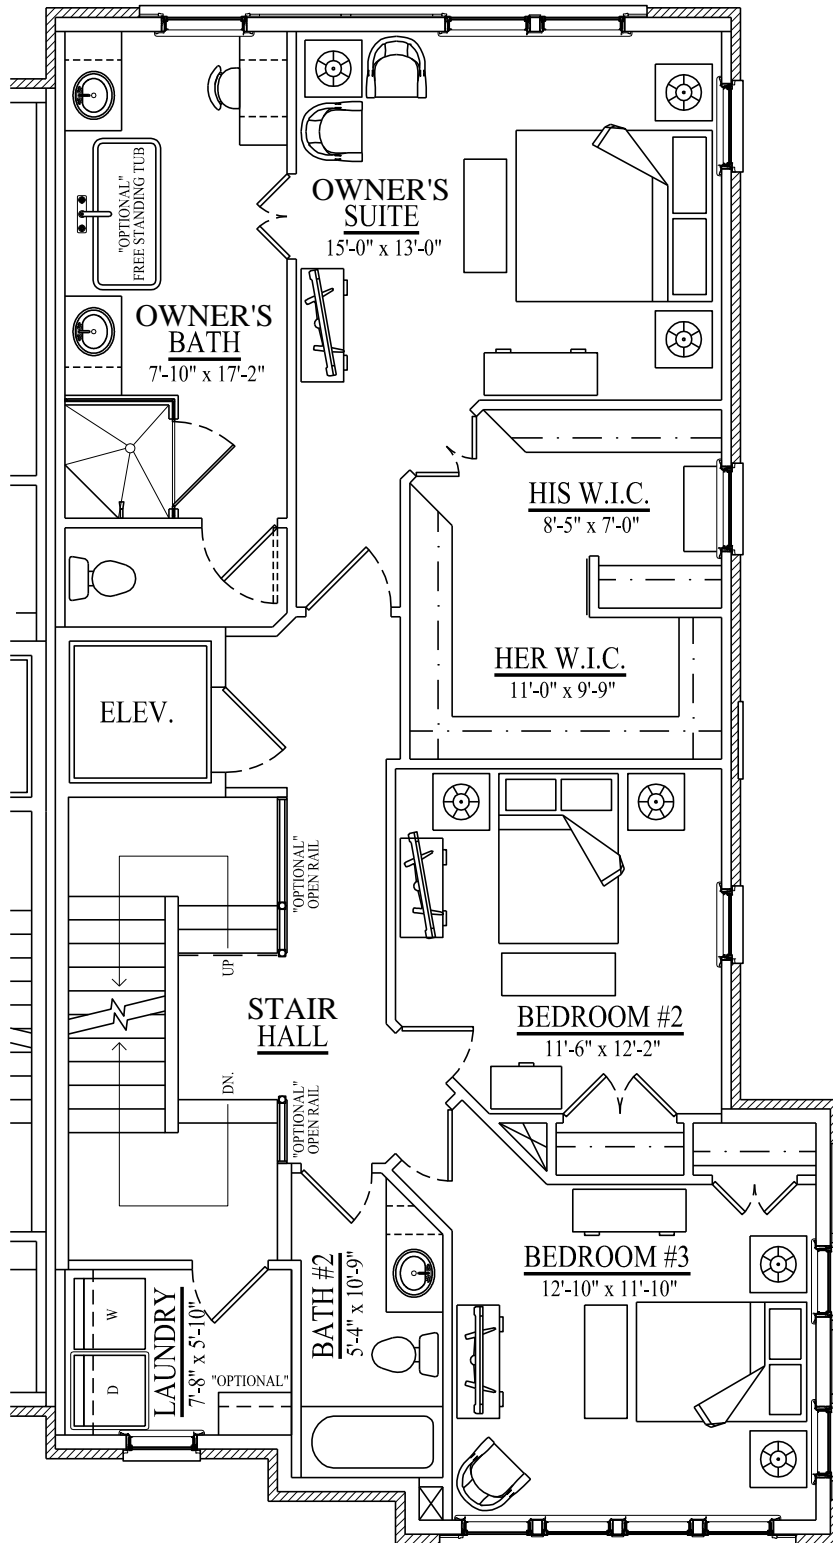 "OPTIONAL"
FREE STANDING TUB
OWNER'S
SUITE
15'-0" x 13'-0"
OWNER'S
BATH
7'-10" x 17'-2"
HIS W.I.C.
8'-5" x 7'-0"
HER W.I.C.
11'-0" x 9'-9"
ELEV.
"OPTIONAL"
OPEN RAIL
UP
STAIR
HALL
BEDROOM #2
11'-6" x 12'-2"
DN.
"OPTIONAL"
OPEN RAIL
BEDROOM #3
12'-10" x 11'-10"
BATH #2
5'-4" x 10'-9"
W
D
LAUNDRY
7'-8" x 5'-10"
"OPTIONAL"